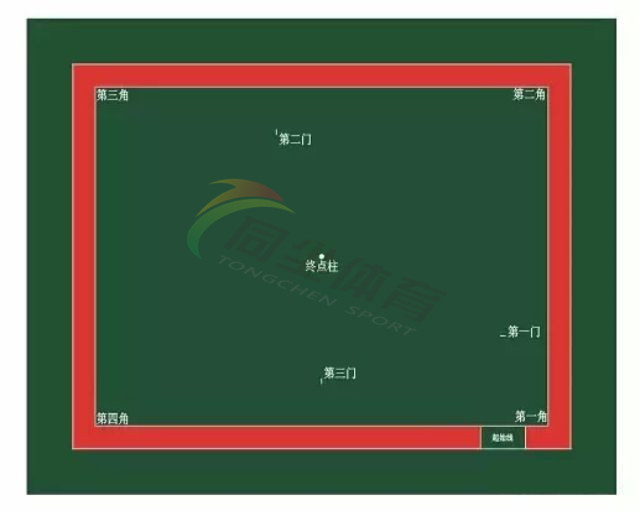 第三角
第二角
第二门
同尘体育
TONGCHEN SPORT
终点柱
第一门
第三门
第四角
第一角
起始线